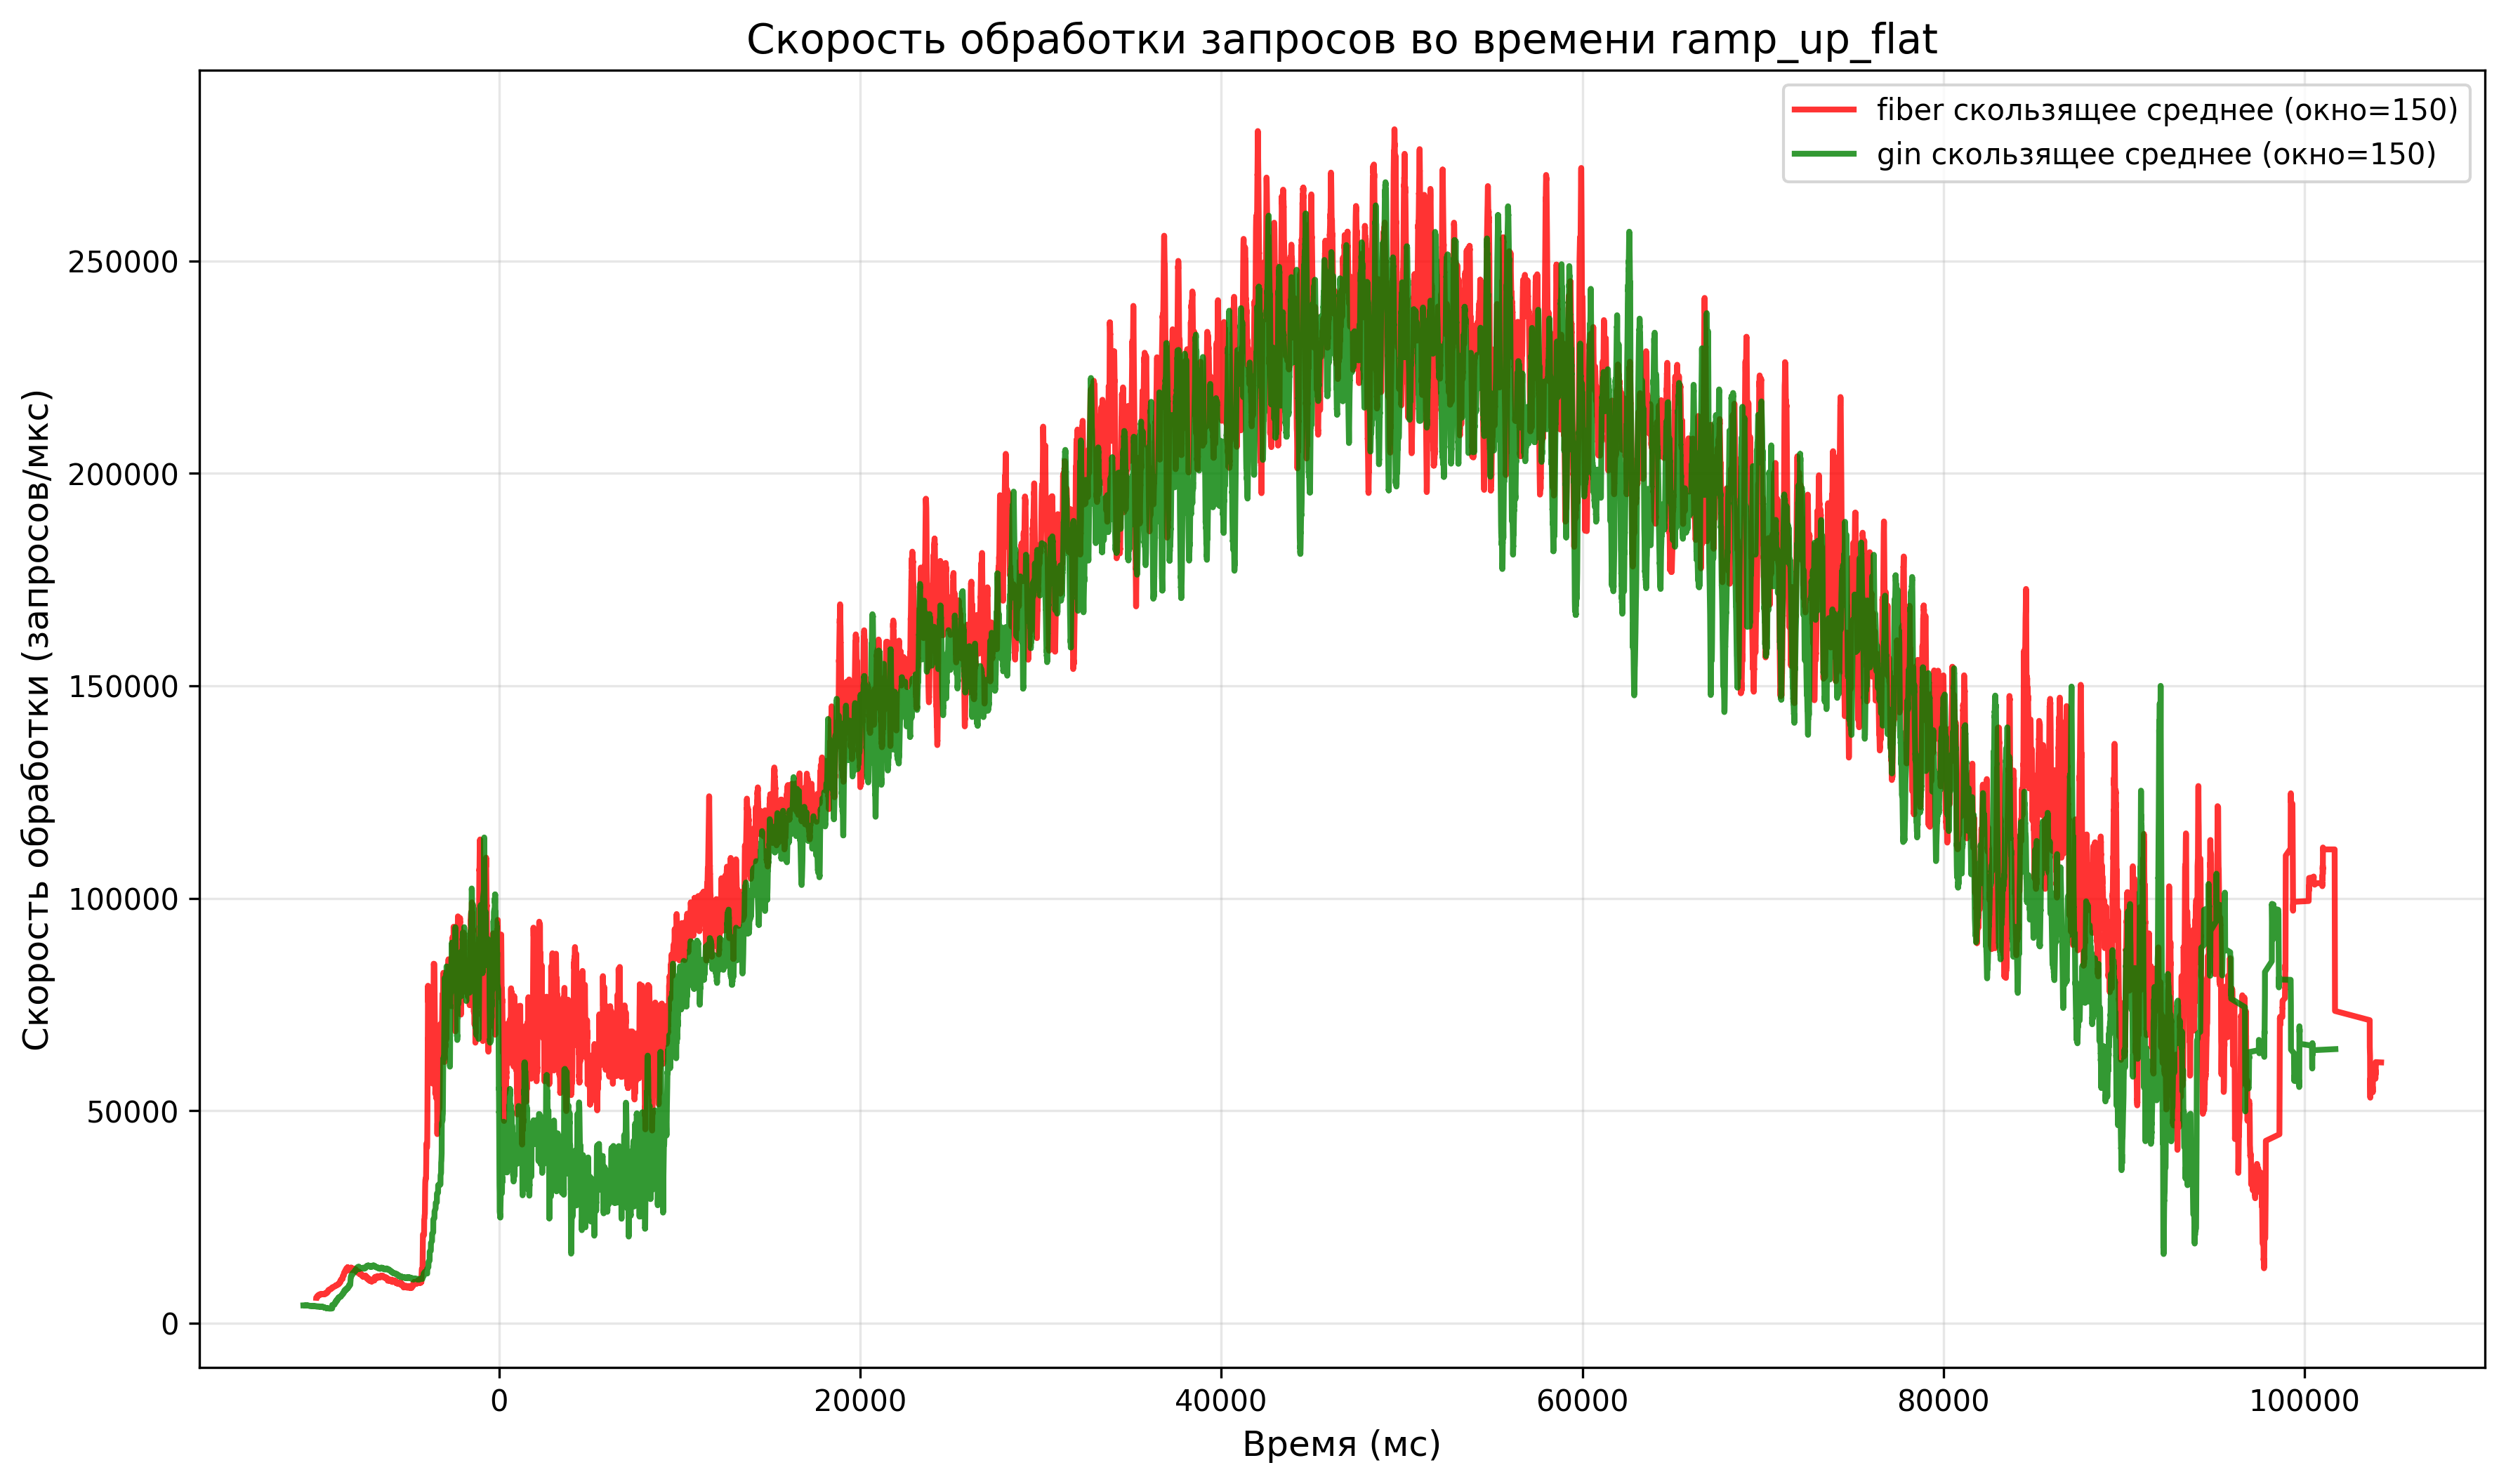 Скорость обработки запросов во времени ramp_up_flat
fiber скользящее среднее (окно=150)
gin скользящее среднее (окно=150)
Скорость обработки (запросов/мкс)
250000
200000
150000
100000
50000
0
0
20000
40000
60000
80000
100000
Время (мс)